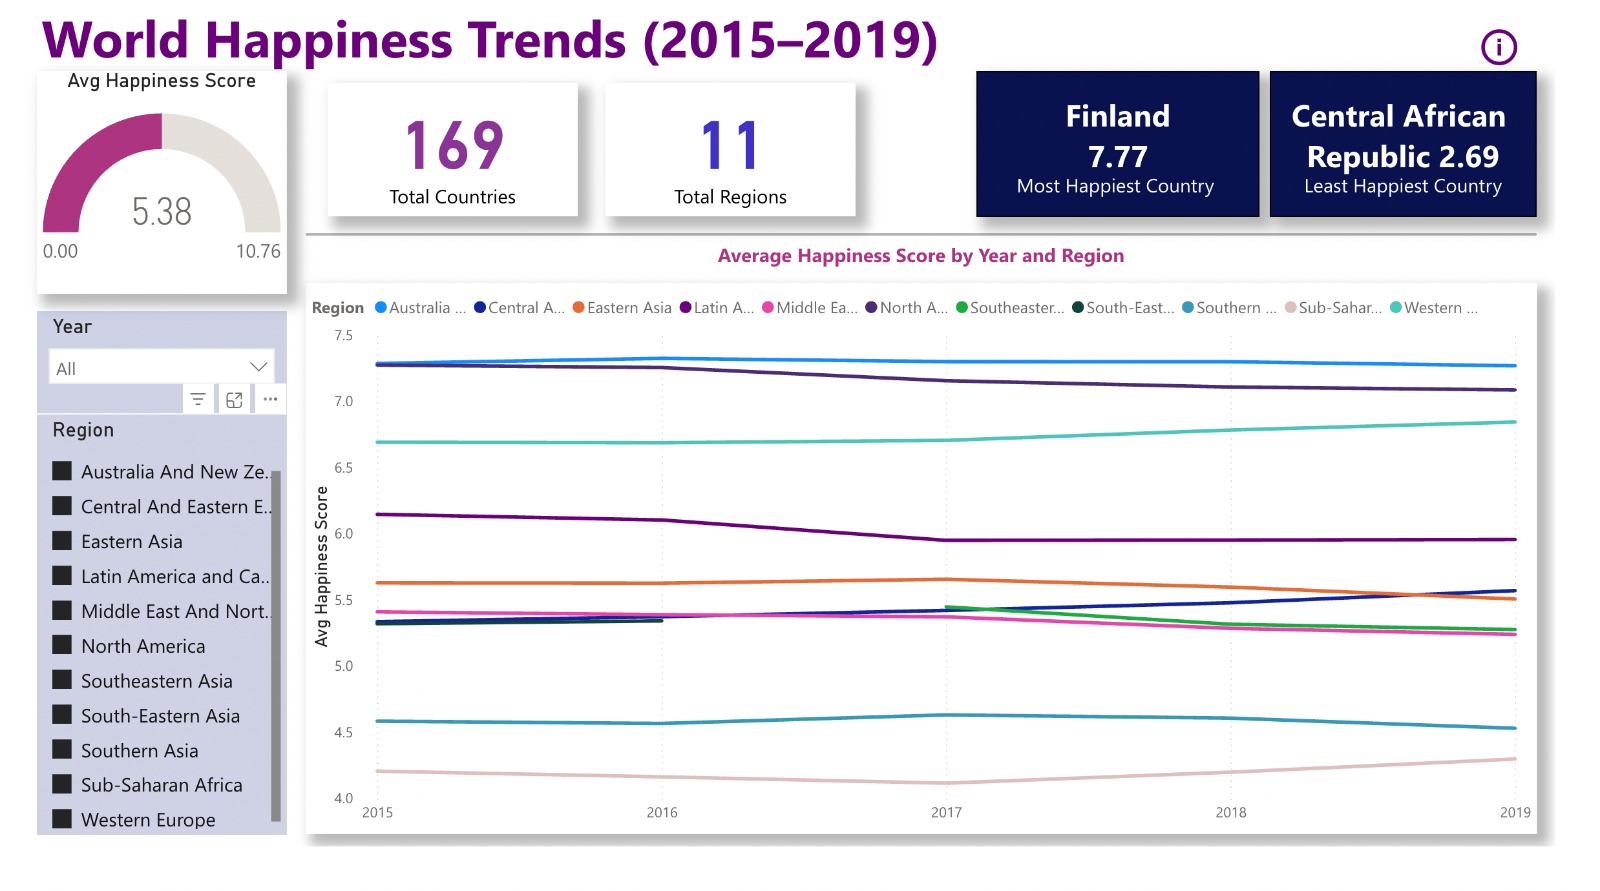 World Happiness Trends (2015–2019)
Avg Happiness Score
5.38
0.00
10.76
169
Total Countries
11
Total Regions
Finland
7.77
Most Happiest Country
Central African
Republic 2.69
Least Happiest Country
Year
All
Region
Australia And New Ze..
Central And Eastern E..
Eastern Asia
Latin America and Ca..
Middle East And Nort..
North America
Southeastern Asia
South-Eastern Asia
Southern Asia
Sub-Saharan Africa
Western Europe
Average Happiness Score by Year and Region
Region Australia ... Central A... Eastern Asia Latin A... Middle Ea... North A... Southeaster... South-East... Southern ... Sub-Sahar... Western ...
Avg Happiness Score
7.5
7.0
6.5
6.0
5.5
5.0
4.5
4.0
2015 2016 2017 2018 2019